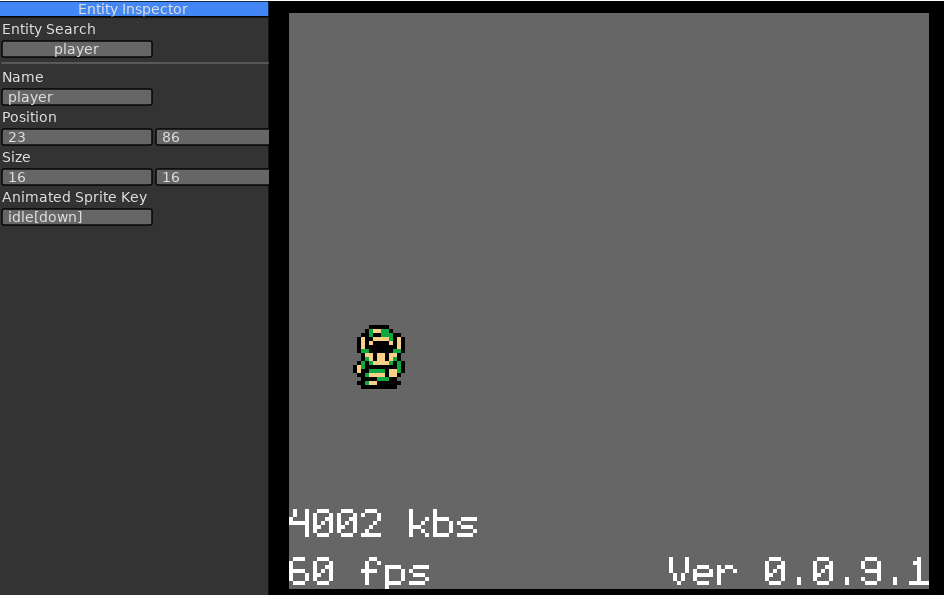 Entity Inspector
Entity Search
player
Name
player
Position
23 86
Size
16 16
Animated Sprite Key
idle[down]
4002 kbs
60 fps Ver 0.0.9.1